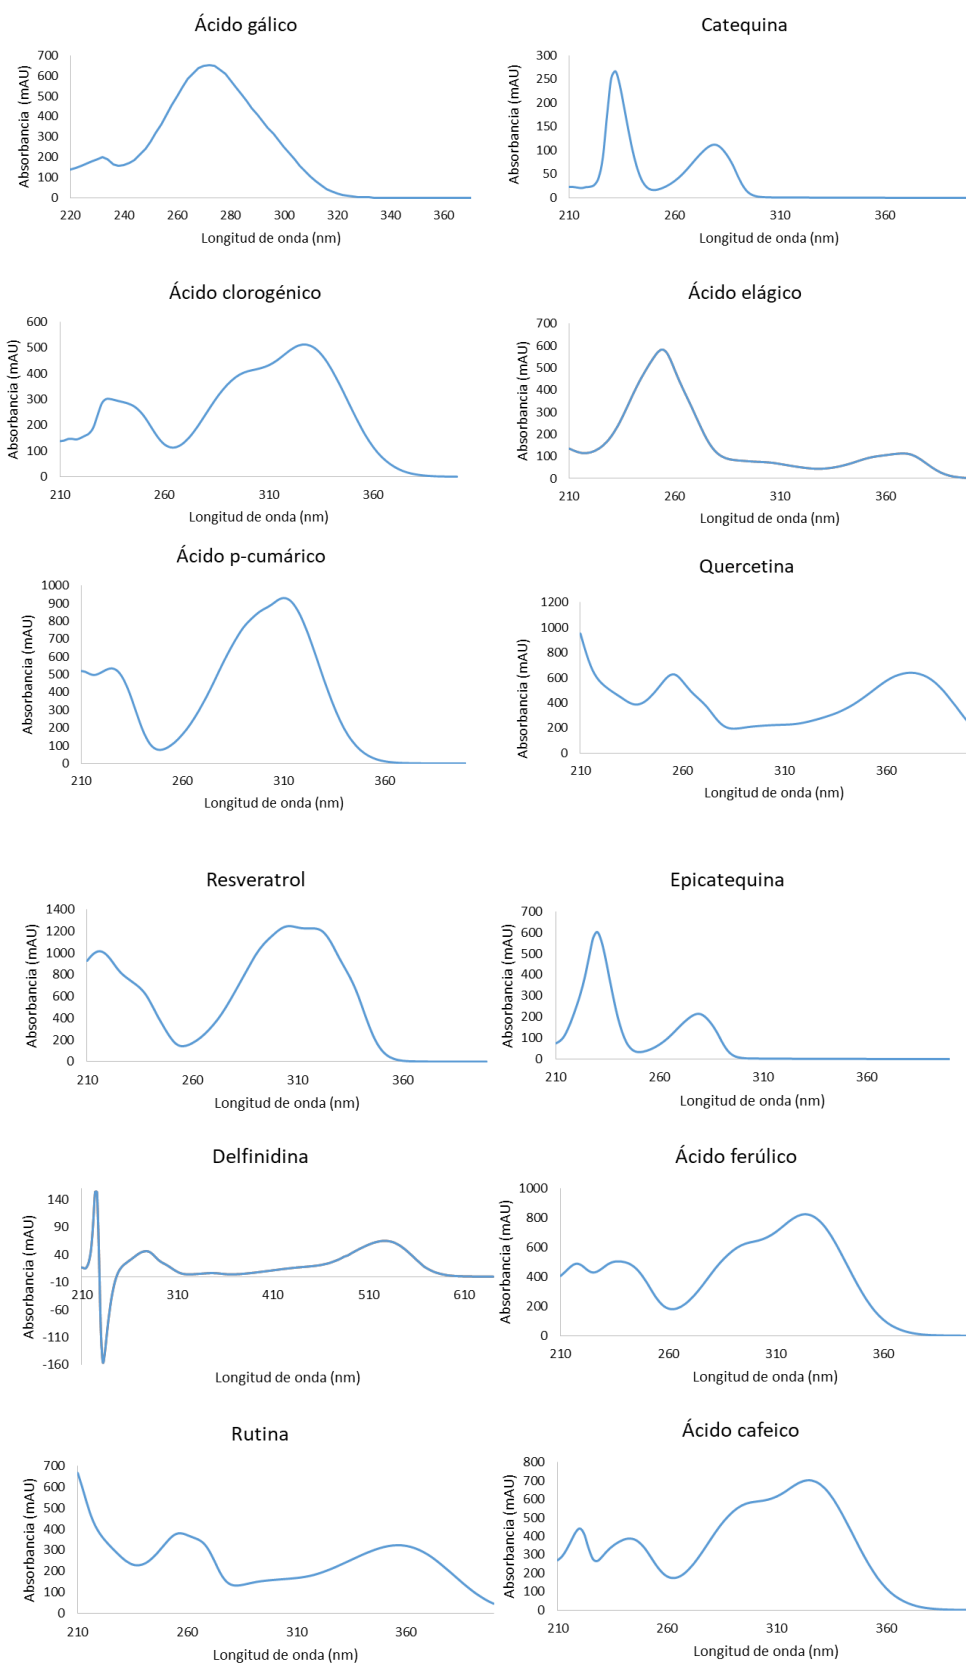 Ácido gálico
Absorbancia (mAU)
700
600
500
400
300
200
100
0
220 240 260 280 300 320 340 360
Longitud de onda (nm)
Catequina
Absorbancia (mAU)
300
250
200
150
100
50
0
210 260 310 360
Longitud de onda (nm)
Ácido clorogénico
Absorbancia (mAU)
600
500
400
300
200
100
0
210 260 310 360
Longitud de onda (nm)
Ácido elágico
Absorbancia (mAU)
700
600
500
400
300
200
100
0
210 260 310 360
Longitud de onda (nm)
Ácido p-cumárico
Absorbancia (mAU)
1000
900
800
700
600
500
400
300
200
100
0
210 260 310 360
Longitud de onda (nm)
Quercetina
Absorbancia (mAU)
1200
1000
800
600
400
200
0
210 260 310 360
Longitud de onda (nm)
Resveratrol
Absorbancia (mAU)
1400
1200
1000
800
600
400
200
0
210 260 310 360
Longitud de onda (nm)
Epicatequina
Absorbancia (mAU)
700
600
500
400
300
200
100
0
210 260 310 360
Longitud de onda (nm)
Delfinidina
Absorbancia (mAU)
140
90
40
-10
-60
-110
-160
210 310 410 510 610
Longitud de onda (nm)
Ácido ferúlico
Absorbancia (mAU)
1000
800
600
400
200
0
210 260 310 360
Longitud de onda (nm)
Rutina
Absorbancia (mAU)
700
600
500
400
300
200
100
0
210 260 310 360
Longitud de onda (nm)
Ácido cafeico
Absorbancia (mAU)
800
700
600
500
400
300
200
100
0
210 260 310 360
Longitud de onda (nm)